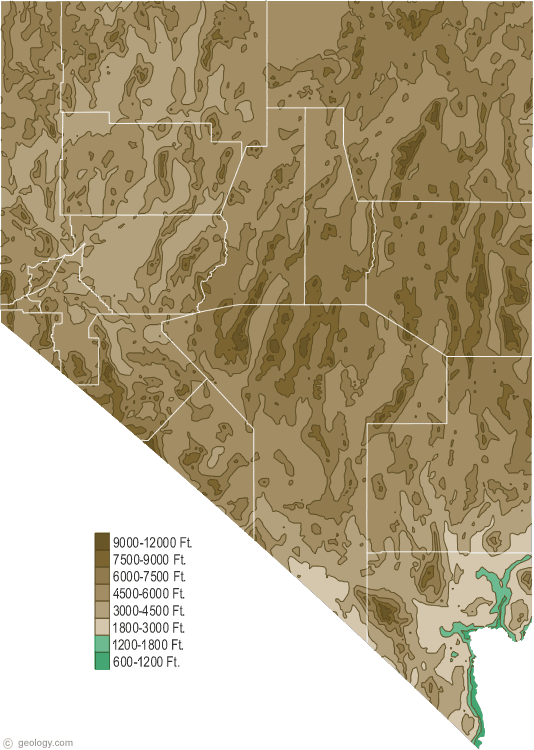 9000-12000 Ft.
7500-9000 Ft.
6000-7500 Ft.
4500-6000 Ft.
3000-4500 Ft.
1800-3000 Ft.
1200-1800 Ft.
600-1200 Ft.
© geology.com